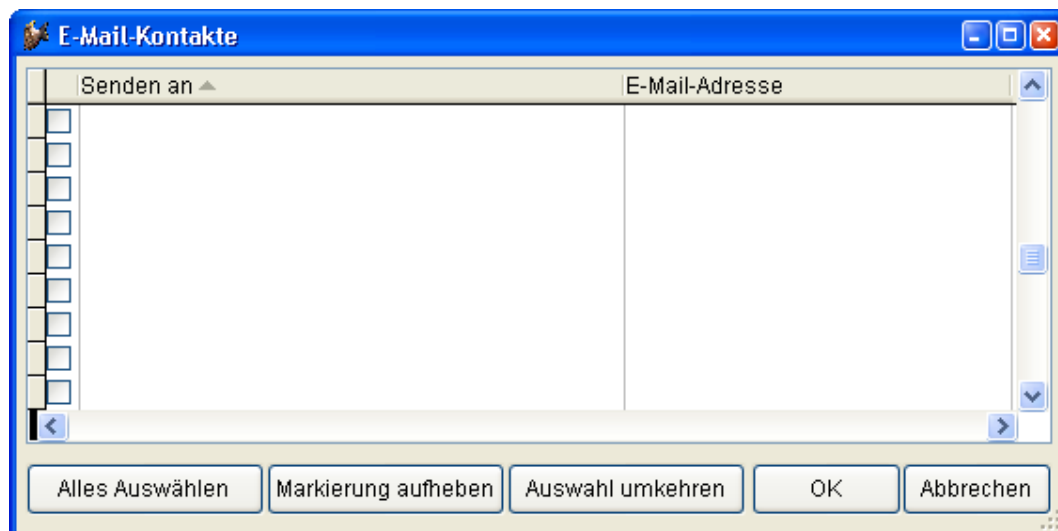 E-Mail-Kontakte
Senden an E-Mail-Adresse
Alles Auswählen Markierung aufheben Auswahl umkehren OK Abbrechen